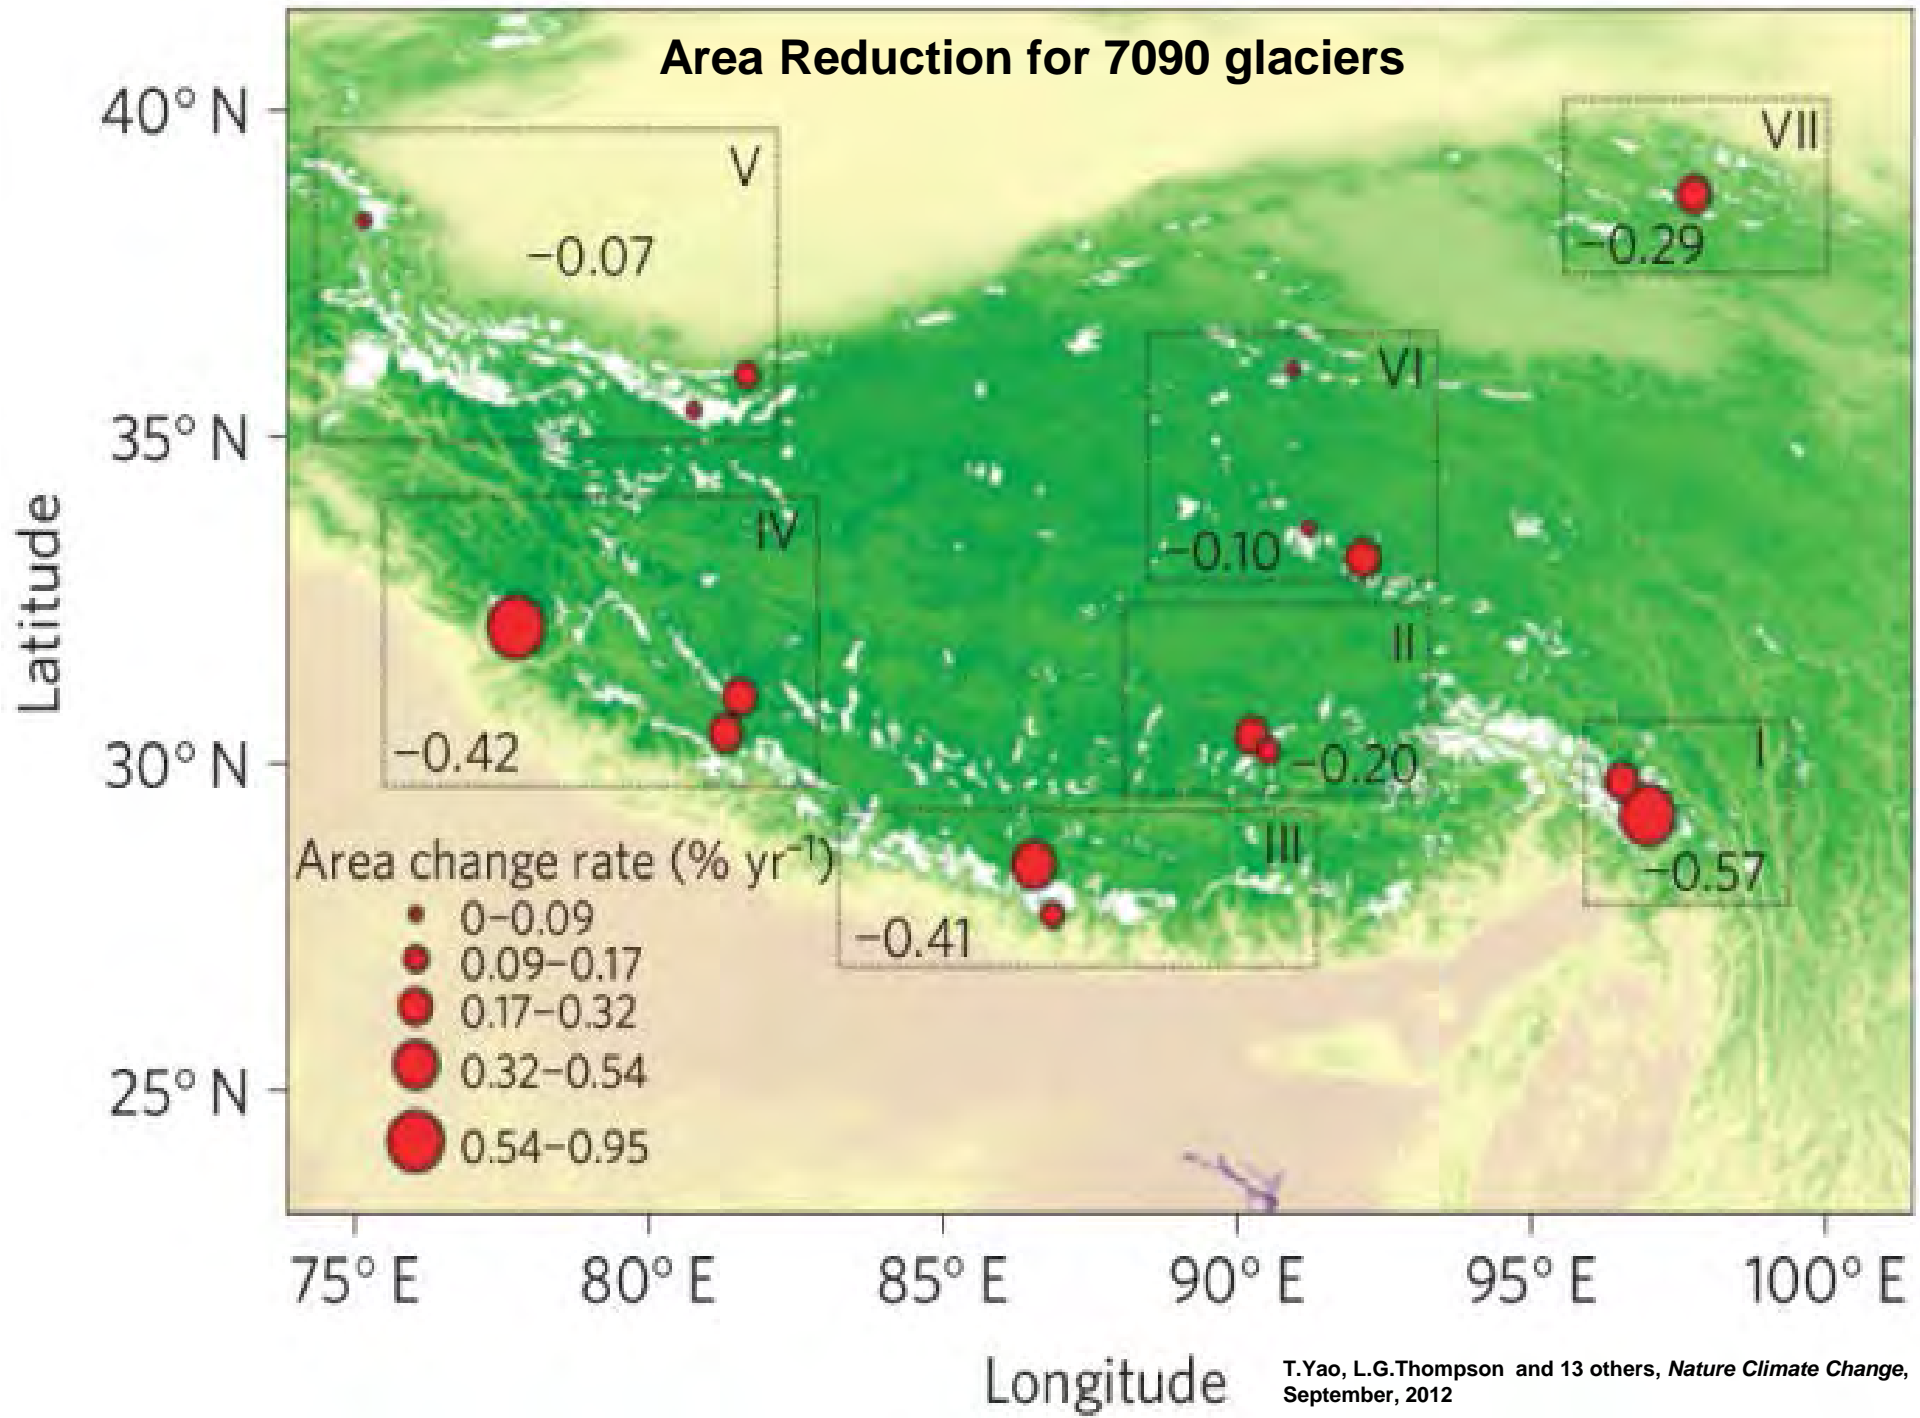 Area Reduction for 7090 glaciers
40° N
35° N
30° N
25° N
Latitude
V
−0.07
VII
−0.29
VI
−0.10
IV
−0.42
II
−0.20
I
−0.57
III
−0.41
Area change rate (% yr⁻¹)
0−0.09
0.09−0.17
0.17−0.32
0.32−0.54
0.54−0.95
75° E
80° E
85° E
90° E
95° E
100° E
Longitude
T.Yao, L.G.Thompson and 13 others, Nature Climate Change,
September, 2012